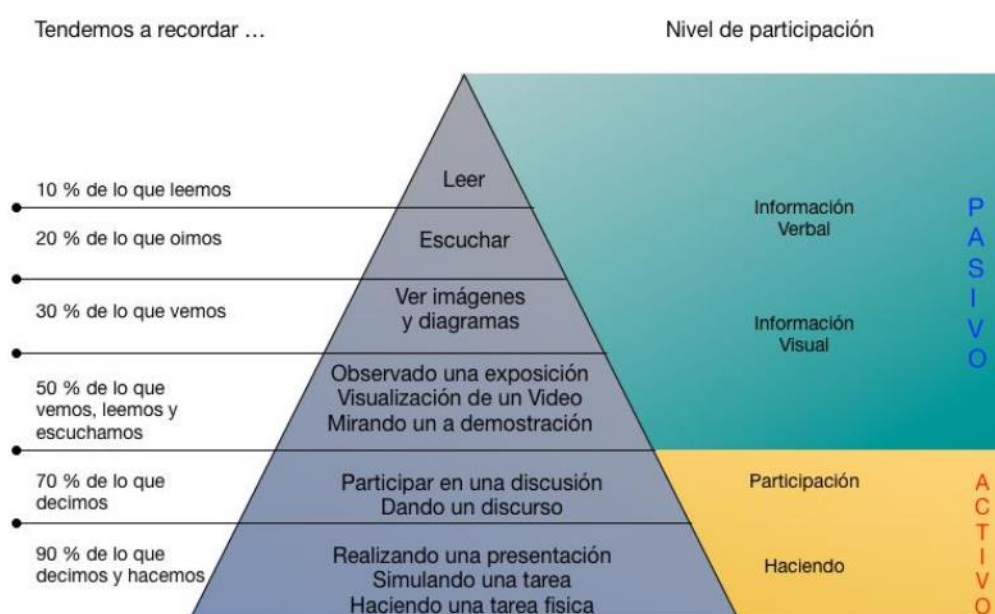 Tendemos a recordar ...
Nivel de participación
10 % de lo que leemos
20 % de lo que oimos
30 % de lo que vemos
50 % de lo que
vemos, leemos y
escuchamos
70 % de lo que
decimos
90 % de lo que
decimos y hacemos
Leer
Escuchar
Ver imágenes
y diagramas
Observado una exposición
Visualización de un Video
Mirando un a demostración
Participar en una discusión
Dando un discurso
Realizando una presentación
Simulando una tarea
Haciendo una tarea fisica
Información
Verbal
Información
Visual
Participación
Haciendo
PASIVO
ACTIVO